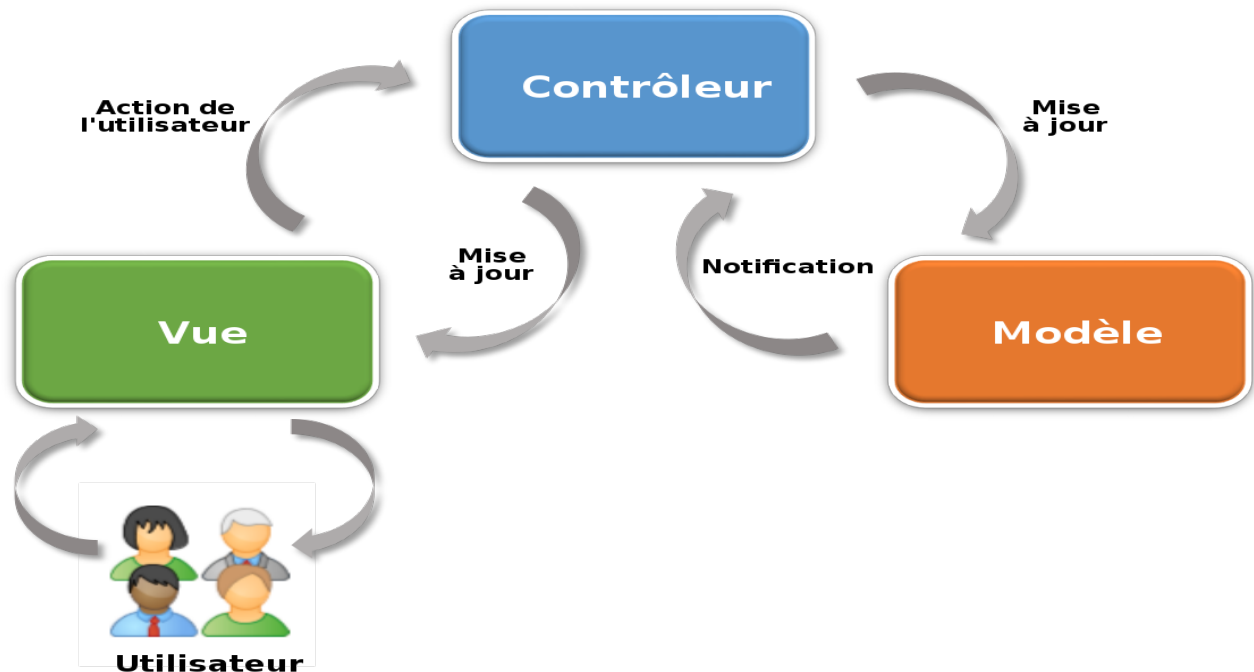 Contrôleur
Action de
l'utilisateur
Mise
à jour
Mise
à jour
Notification
Vue
Modèle
Utilisateur